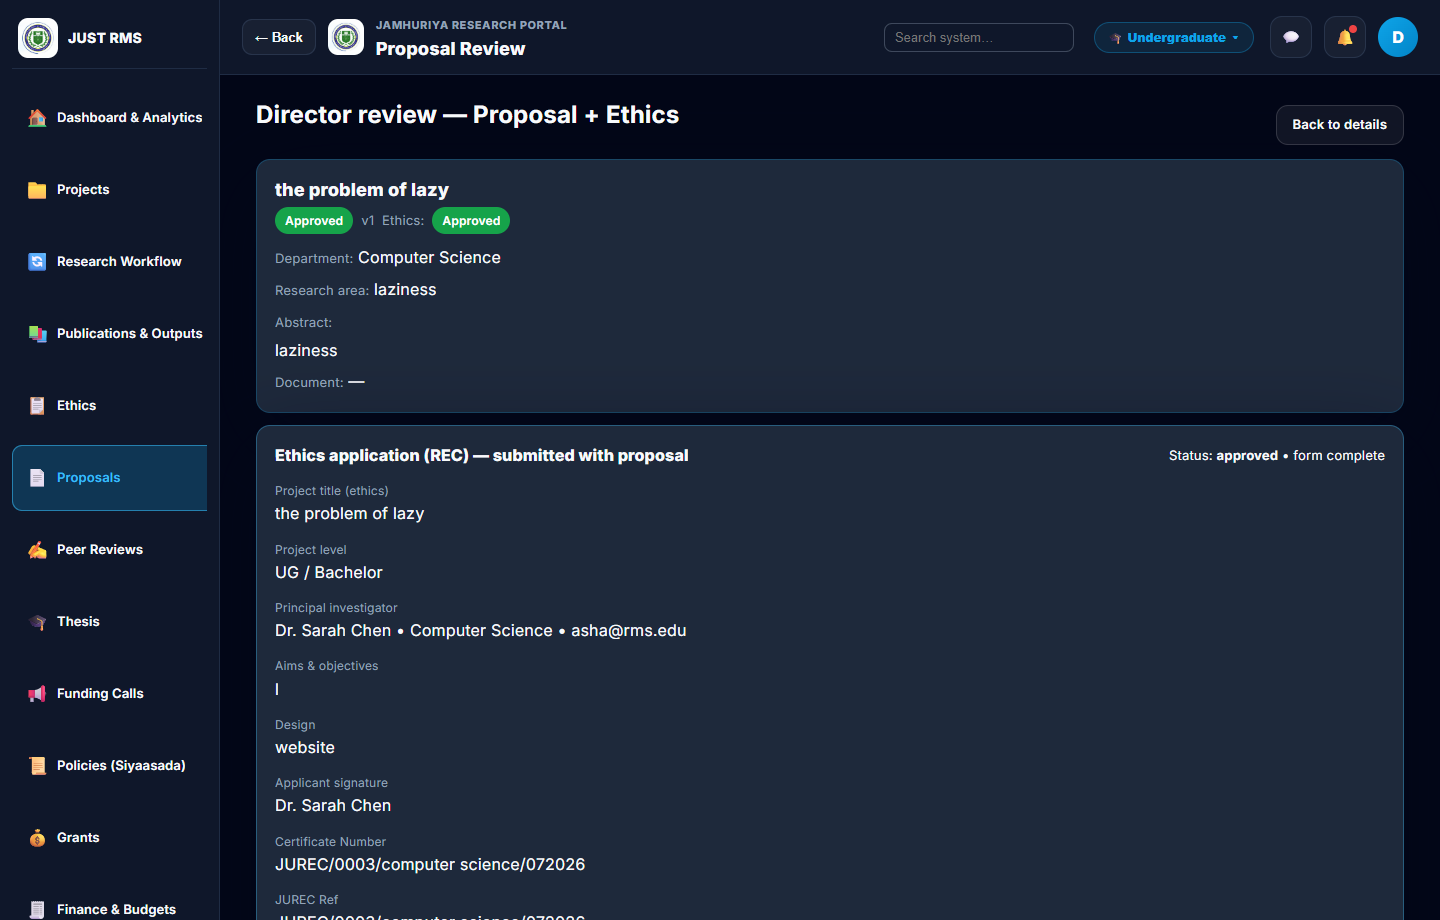 JUST RMS
Dashboard & Analytics
Projects
Research Workflow
Publications & Outputs
Ethics
Proposals
Peer Reviews
Thesis
Funding Calls
Policies (Siyaasada)
Grants
Finance & Budgets
← Back
JAMHURIYA RESEARCH PORTAL
Proposal Review
Search system...
Undergraduate
D
Director review — Proposal + Ethics
Back to details
the problem of lazy
Approved v1 Ethics: Approved
Department: Computer Science
Research area: laziness
Abstract:
laziness
Document: —
Ethics application (REC) — submitted with proposal
Status: approved • form complete
Project title (ethics)
the problem of lazy
Project level
UG / Bachelor
Principal investigator
Dr. Sarah Chen • Computer Science • asha@rms.edu
Aims & objectives
l
Design
website
Applicant signature
Dr. Sarah Chen
Certificate Number
JUREC/0003/computer science/072026
JUREC Ref
JUREC/0003/computer science/072026